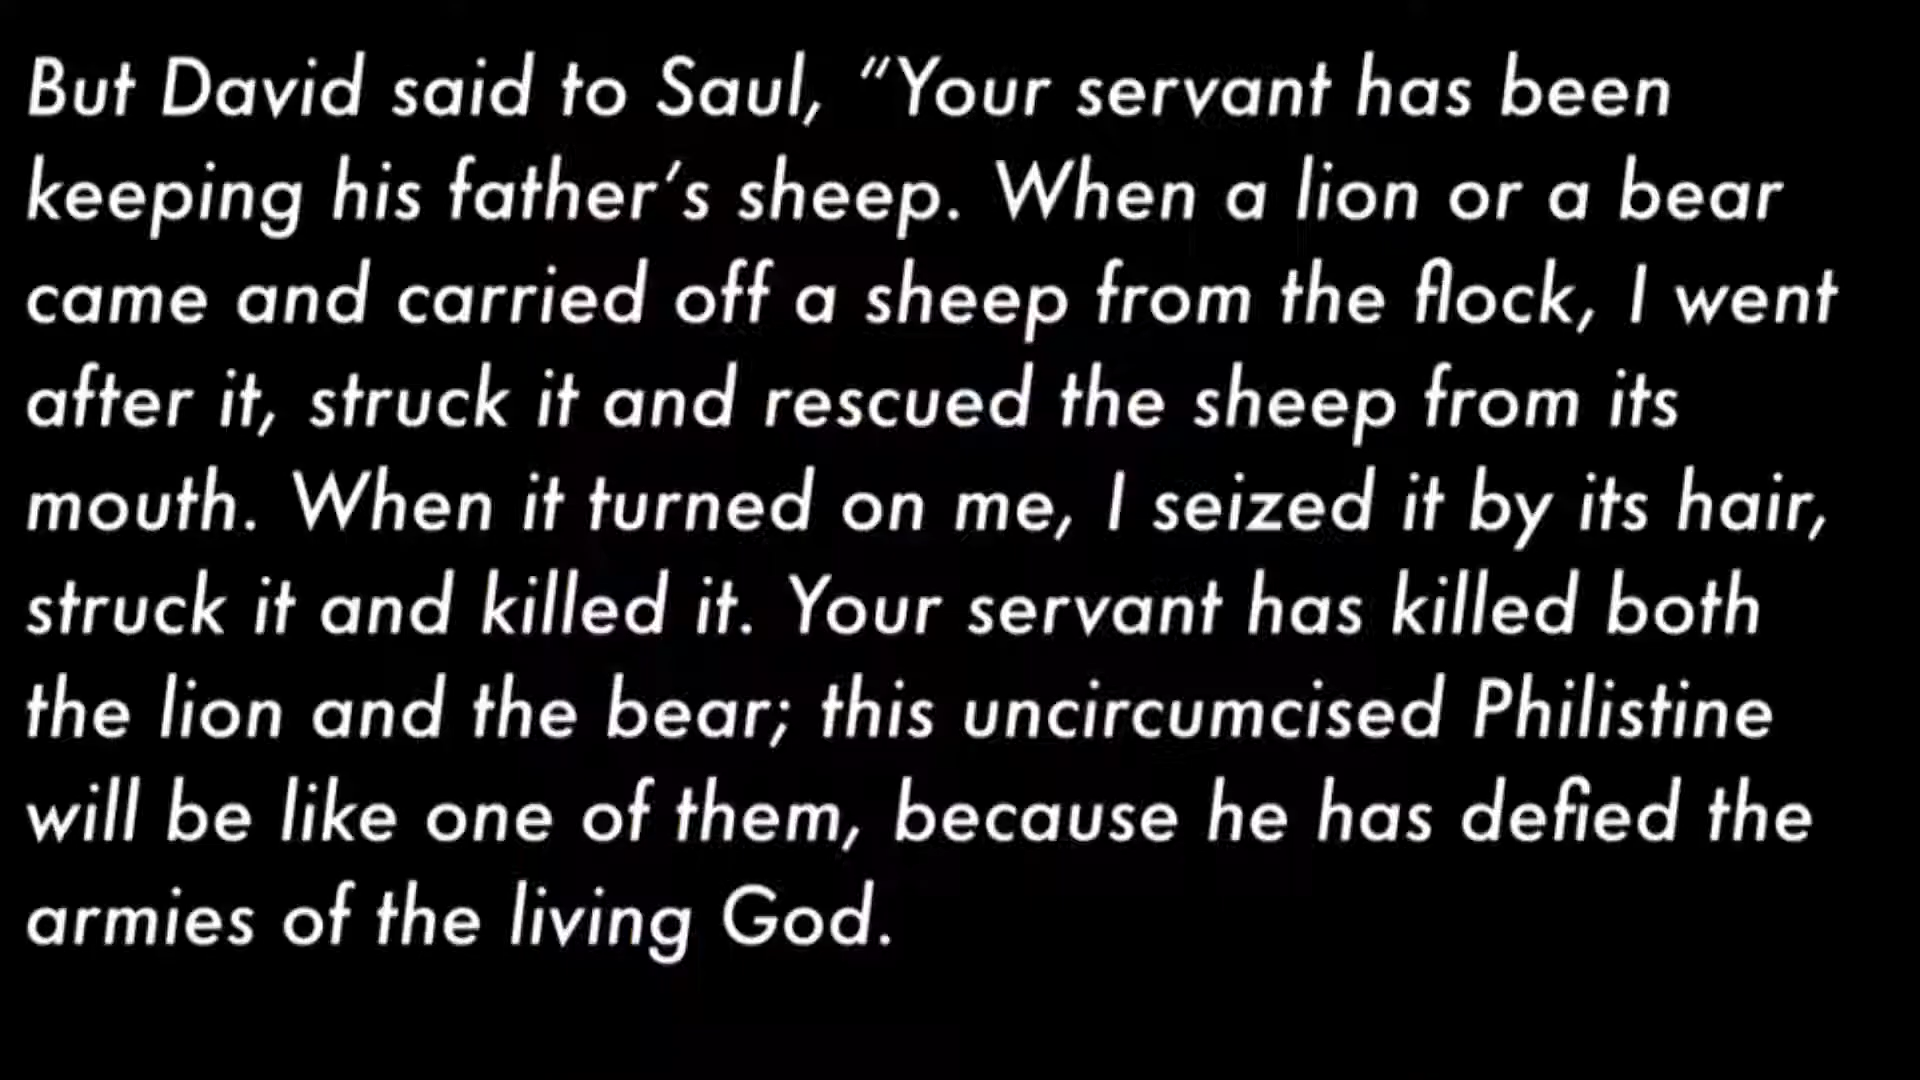 But David said to Saul, “Your servant has been
keeping his father’s sheep. When a lion or a bear
came and carried off a sheep from the flock, I went
after it, struck it and rescued the sheep from its
mouth. When it turned on me, I seized it by its hair,
struck it and killed it. Your servant has killed both
the lion and the bear; this uncircumcised Philistine
will be like one of them, because he has defied the
armies of the living God.